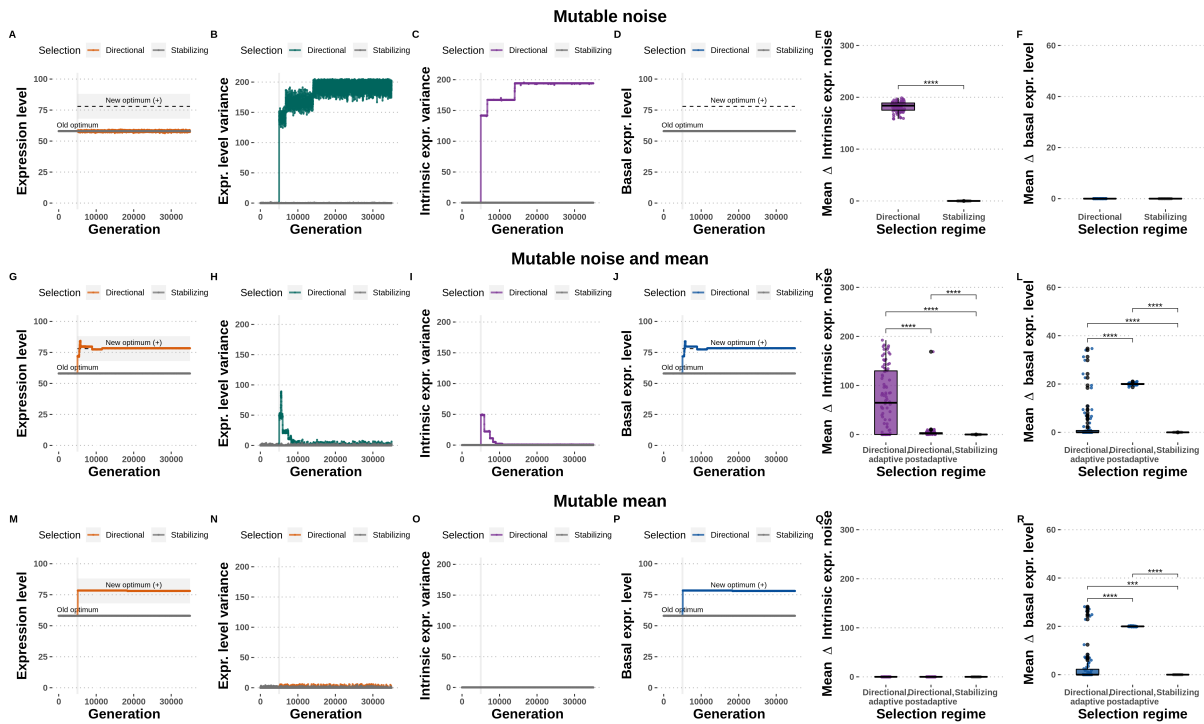 Mutable noise
A
Selection Directional Stabilizing
100
75
50
25
0
New optimum (+)
Old optimum
Expression level
0 10000 30000
Generation
B
Selection Directional Stabilizing
200
150
100
50
0
Expr. level variance
0 10000 30000
Generation
C
Selection Directional Stabilizing
200
150
100
50
0
Intrinsic expr. variance
0 10000 30000
Generation
D
Selection Directional Stabilizing
100
75
50
25
0
New optimum (+)
Old optimum
Basal expr. level
0 10000 30000
Generation
E
300
200
100
0
****
Mean Δ Intrinsic expr. noise
Directional Stabilizing
Selection regime
F
60
40
20
0
Mean Δ basal expr. level
Directional Stabilizing
Selection regime
Mutable noise and mean
G
Selection Directional Stabilizing
100
75
50
25
0
New optimum (+)
Old optimum
Expression level
0 10000 30000
Generation
H
Selection Directional Stabilizing
200
150
100
50
0
Expr. level variance
0 10000 30000
Generation
I
Selection Directional Stabilizing
200
150
100
50
0
Intrinsic expr. variance
0 10000 30000
Generation
J
Selection Directional Stabilizing
100
75
50
25
0
New optimum (+)
Old optimum
Basal expr. level
0 10000 30000
Generation
K
300
200
100
0
****
****
****
Mean Δ Intrinsic expr. noise
Directional, Directional, Stabilizing
adaptive postadaptive
Selection regime
L
60
40
20
0
****
****
****
Mean Δ basal expr. level
Directional, Directional, Stabilizing
adaptive postadaptive
Selection regime
Mutable mean
M
Selection Directional Stabilizing
100
75
50
25
0
New optimum (+)
Old optimum
Expression level
0 10000 30000
Generation
N
Selection Directional Stabilizing
200
150
100
50
0
Expr. level variance
0 10000 30000
Generation
O
Selection Directional Stabilizing
200
150
100
50
0
Intrinsic expr. variance
0 10000 30000
Generation
P
Selection Directional Stabilizing
100
75
50
25
0
New optimum (+)
Old optimum
Basal expr. level
0 10000 30000
Generation
Q
300
200
100
0
Mean Δ Intrinsic expr. noise
Directional, Directional, Stabilizing
adaptive postadaptive
Selection regime
R
60
40
20
0
****
***
****
Mean Δ basal expr. level
Directional, Directional, Stabilizing
adaptive postadaptive
Selection regime